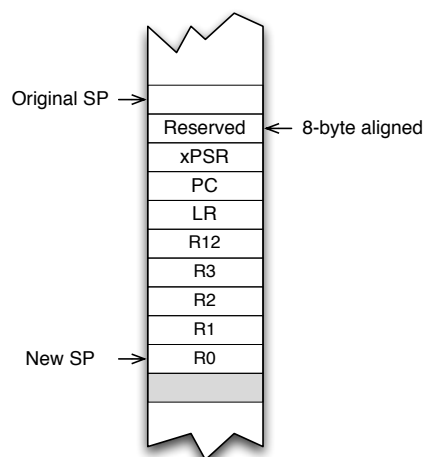 Original SP
Reserved
8-byte aligned
xPSR
PC
LR
R12
R3
R2
R1
New SP
R0